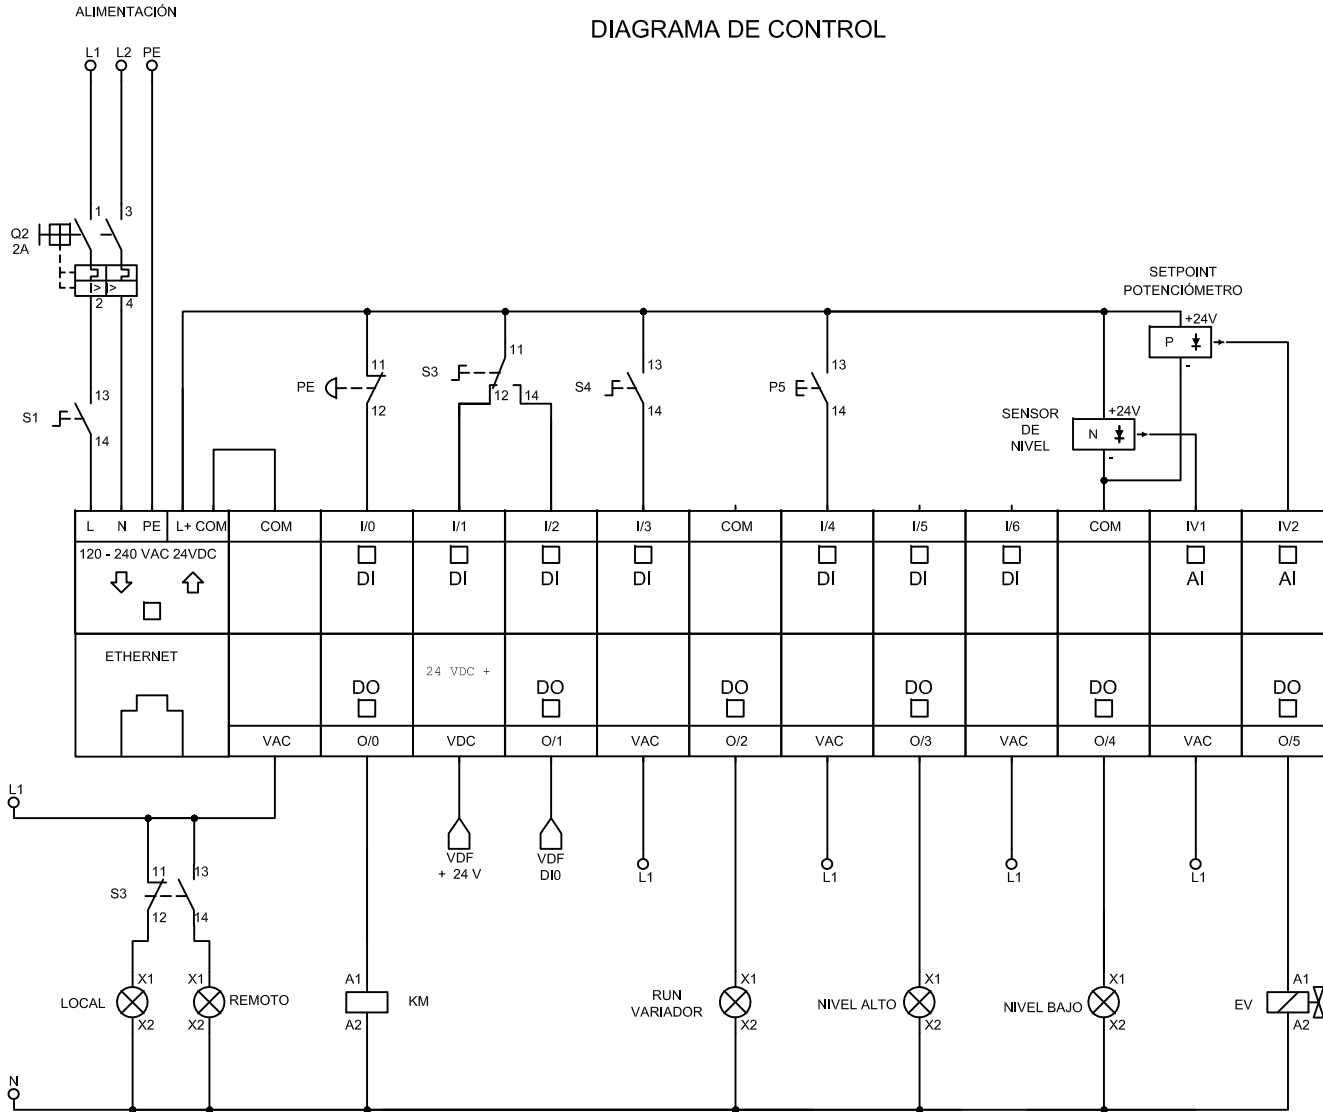 ALIMENTACIÓN
DIAGRAMA DE CONTROL
L1 L2 PE
1 3
Q2
2A
I> I>
2 4
SETPOINT
POTENCIÓMETRO
+24V
P
-
11 11 13 13
PE S3 S4 P5
12 12 14 14 14
13
S1
14
SENSOR
DE
NIVEL
+24V
N
-
L N PE L+ COM COM I/0 I/1 I/2 I/3 COM I/4 I/5 I/6 COM IV1 IV2
120 - 240 VAC 24VDC
DI DI DI DI DI DI DI AI AI
ETHERNET
24 VDC +
DO DO DO DO DO DO
VAC O/0 VDC O/1 VAC O/2 VAC O/3 VAC O/4 VAC O/5
L1
VDF
+ 24 V
VDF
DI0
L1 L1 L1 L1
11 13
S3
12 14
X1 X1 A1 X1 X1 X1 A1
LOCAL REMOTO KM RUN
VARIADOR NIVEL ALTO NIVEL BAJO EV
X2 X2 A2 X2 X2 X2 A2
N